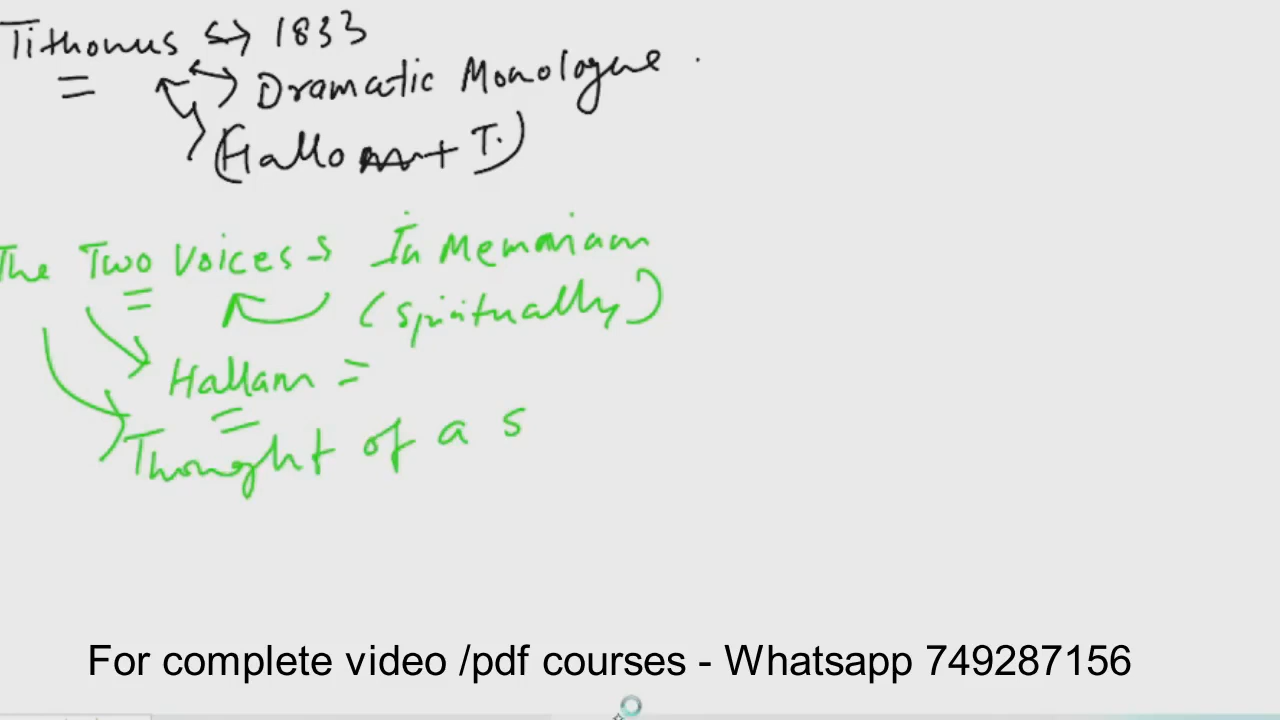 Tithonus ↔ 1833
= ↔ Dramatic Monologue.
(Hallom + T.)
The Two Voices → In Memoriam
(spiritually)
Hallam =
Thought of a s
For complete video /pdf courses - Whatsapp 749287156